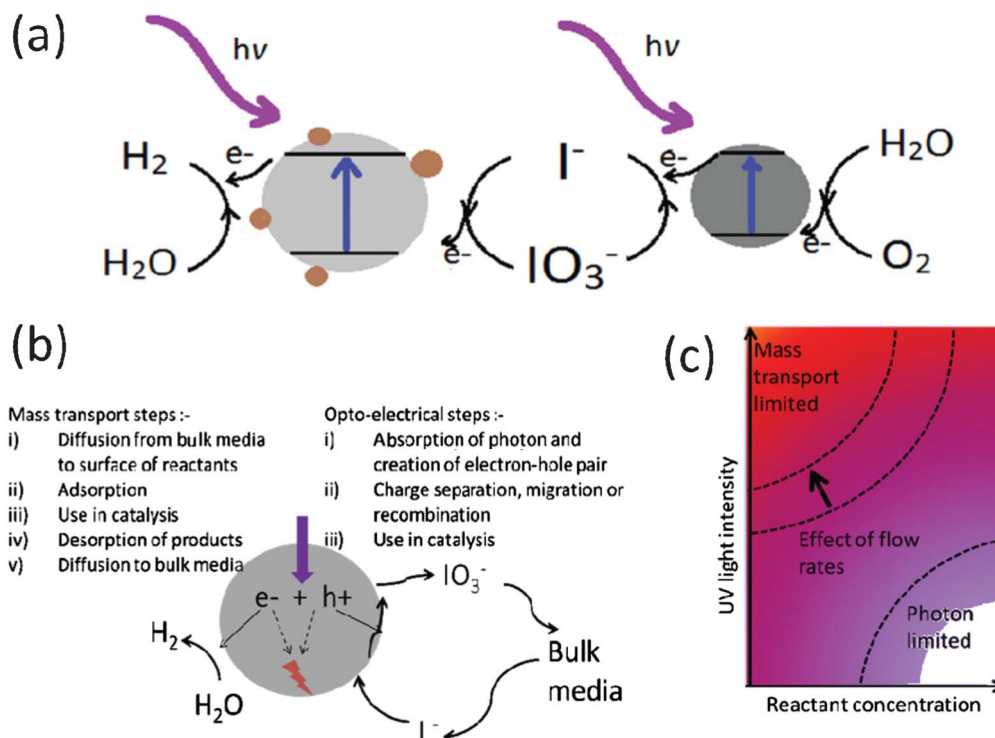 (a)
hν
hν
H₂
e-
I⁻
e-
H₂O
H₂O
e-
IO₃⁻
e-
O₂
(b)
Mass transport steps :-
i) Diffusion from bulk media
to surface of reactants
ii) Adsorption
iii) Use in catalysis
iv) Desorption of products
v) Diffusion to bulk media
Opto-electrical steps :-
i) Absorption of photon and
creation of electron-hole pair
ii) Charge separation, migration or
recombination
iii) Use in catalysis
e- + h+
IO₃⁻
H₂
H₂O
Bulk
media
I⁻
(c)
Mass
transport
limited
UV light intensity
Effect of flow
rates
Photon
limited
Reactant concentration